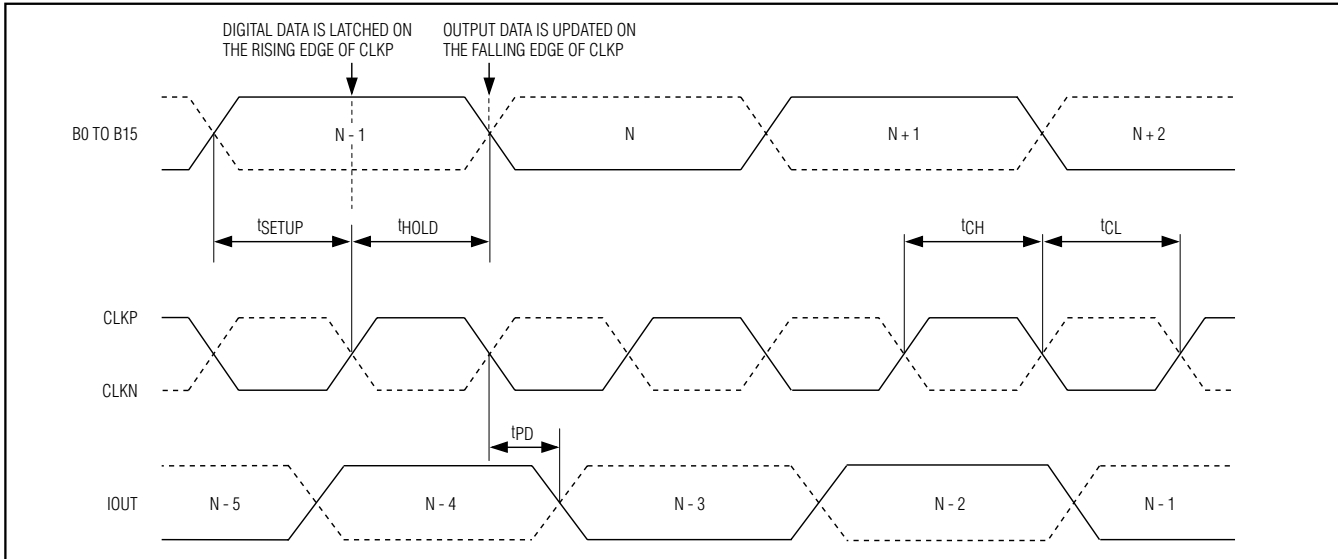 DIGITAL DATA IS LATCHED ON
THE RISING EDGE OF CLKP
OUTPUT DATA IS UPDATED ON
THE FALLING EDGE OF CLKP
B0 TO B15
N - 1
N
N + 1
N + 2
tSETUP
tHOLD
tCH
tCL
CLKP
CLKN
tPD
IOUT
N - 5
N - 4
N - 3
N - 2
N - 1